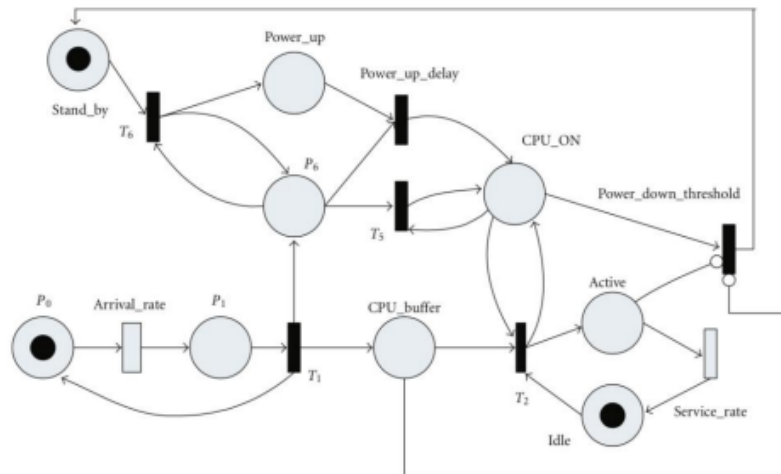 Power_up
Stand_by
Power_up_delay
T6
CPU_ON
P6
Power_down_threshold
T5
P0
Arrival_rate
P1
CPU_buffer
Active
T1
T2
Service_rate
Idle